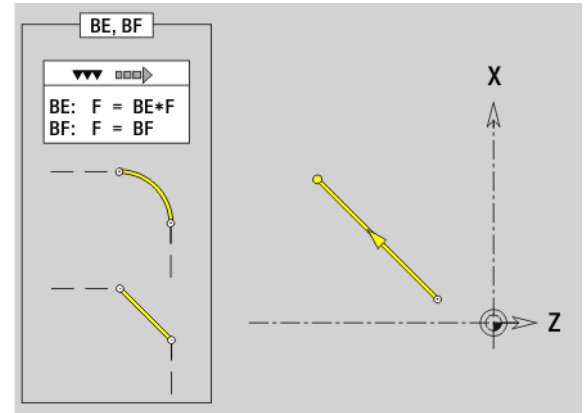 BE, BF
BE: F = BE*F
BF: F = BF
X
Z